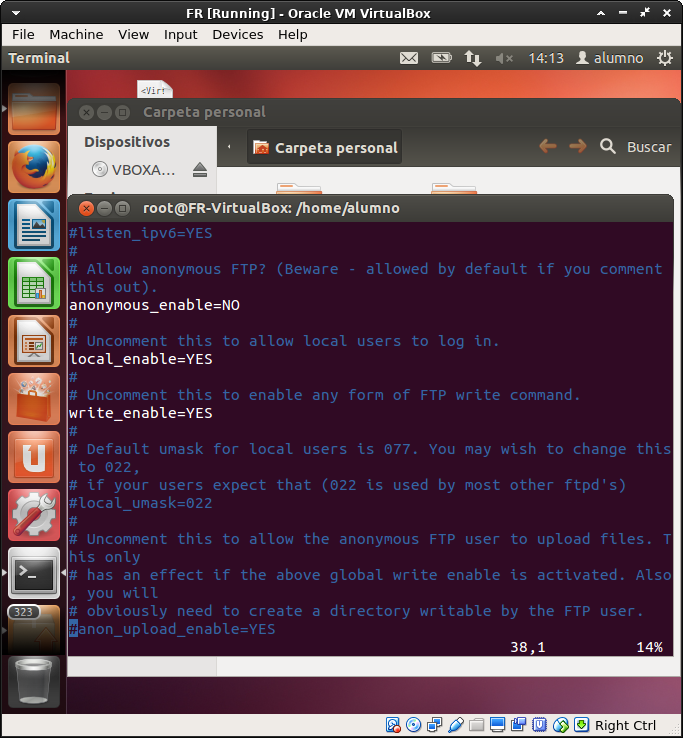 FR [Running] - Oracle VM VirtualBox
File Machine View Input Devices Help
Terminal 14:13 alumno
<Vir
Carpeta personal
Dispositivos
VBOXA...
Carpeta personal
Buscar
root@FR-VirtualBox: /home/alumno
#listen_ipv6=YES
#
# Allow anonymous FTP? (Beware - allowed by default if you comment
this out).
anonymous_enable=NO
#
# Uncomment this to allow local users to log in.
local_enable=YES
#
# Uncomment this to enable any form of FTP write command.
write_enable=YES
#
# Default umask for local users is 077. You may wish to change this
to 022,
# if your users expect that (022 is used by most other ftpd's)
#local_umask=022
#
# Uncomment this to allow the anonymous FTP user to upload files. T
his only
# has an effect if the above global write enable is activated. Also
, you will
# obviously need to create a directory writable by the FTP user.
#anon_upload_enable=YES
38,1 14%
323
Right Ctrl